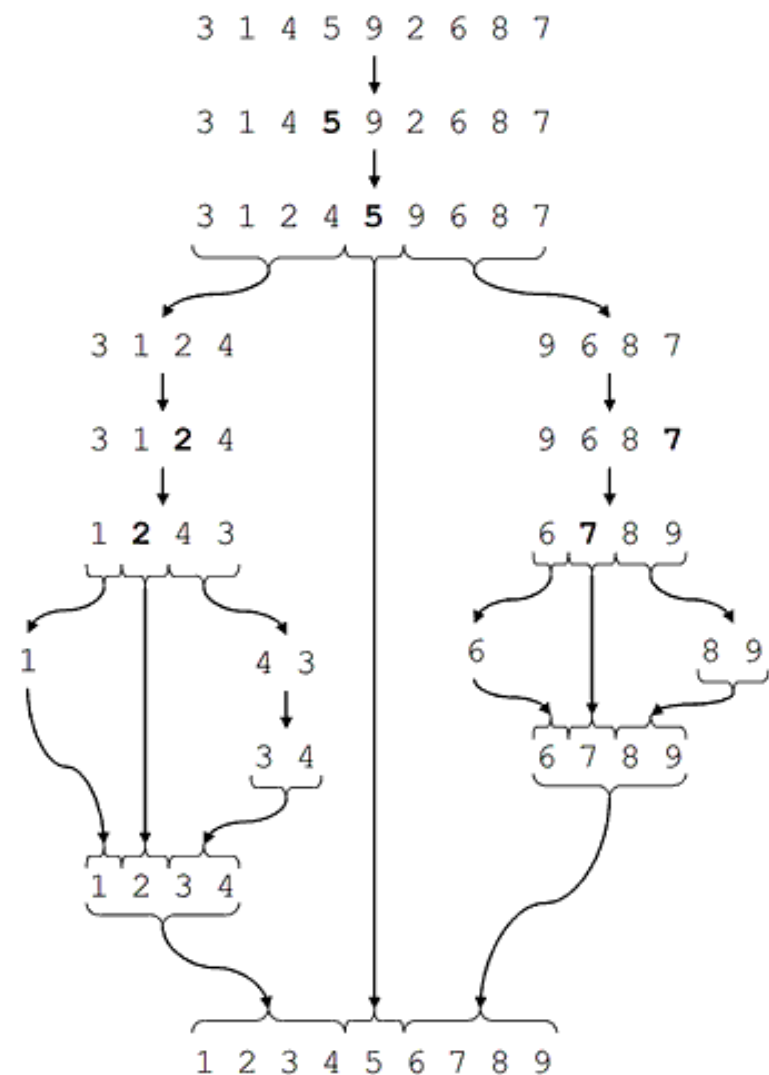 3 1 4 5 9 2 6 8 7
3 1 4 5 9 2 6 8 7
3 1 2 4 5 9 6 8 7
3 1 2 4
9 6 8 7
3 1 2 4
9 6 8 7
1 2 4 3
6 7 8 9
1
4 3
6
8 9
3 4
6 7 8 9
1 2 3 4
1 2 3 4 5 6 7 8 9